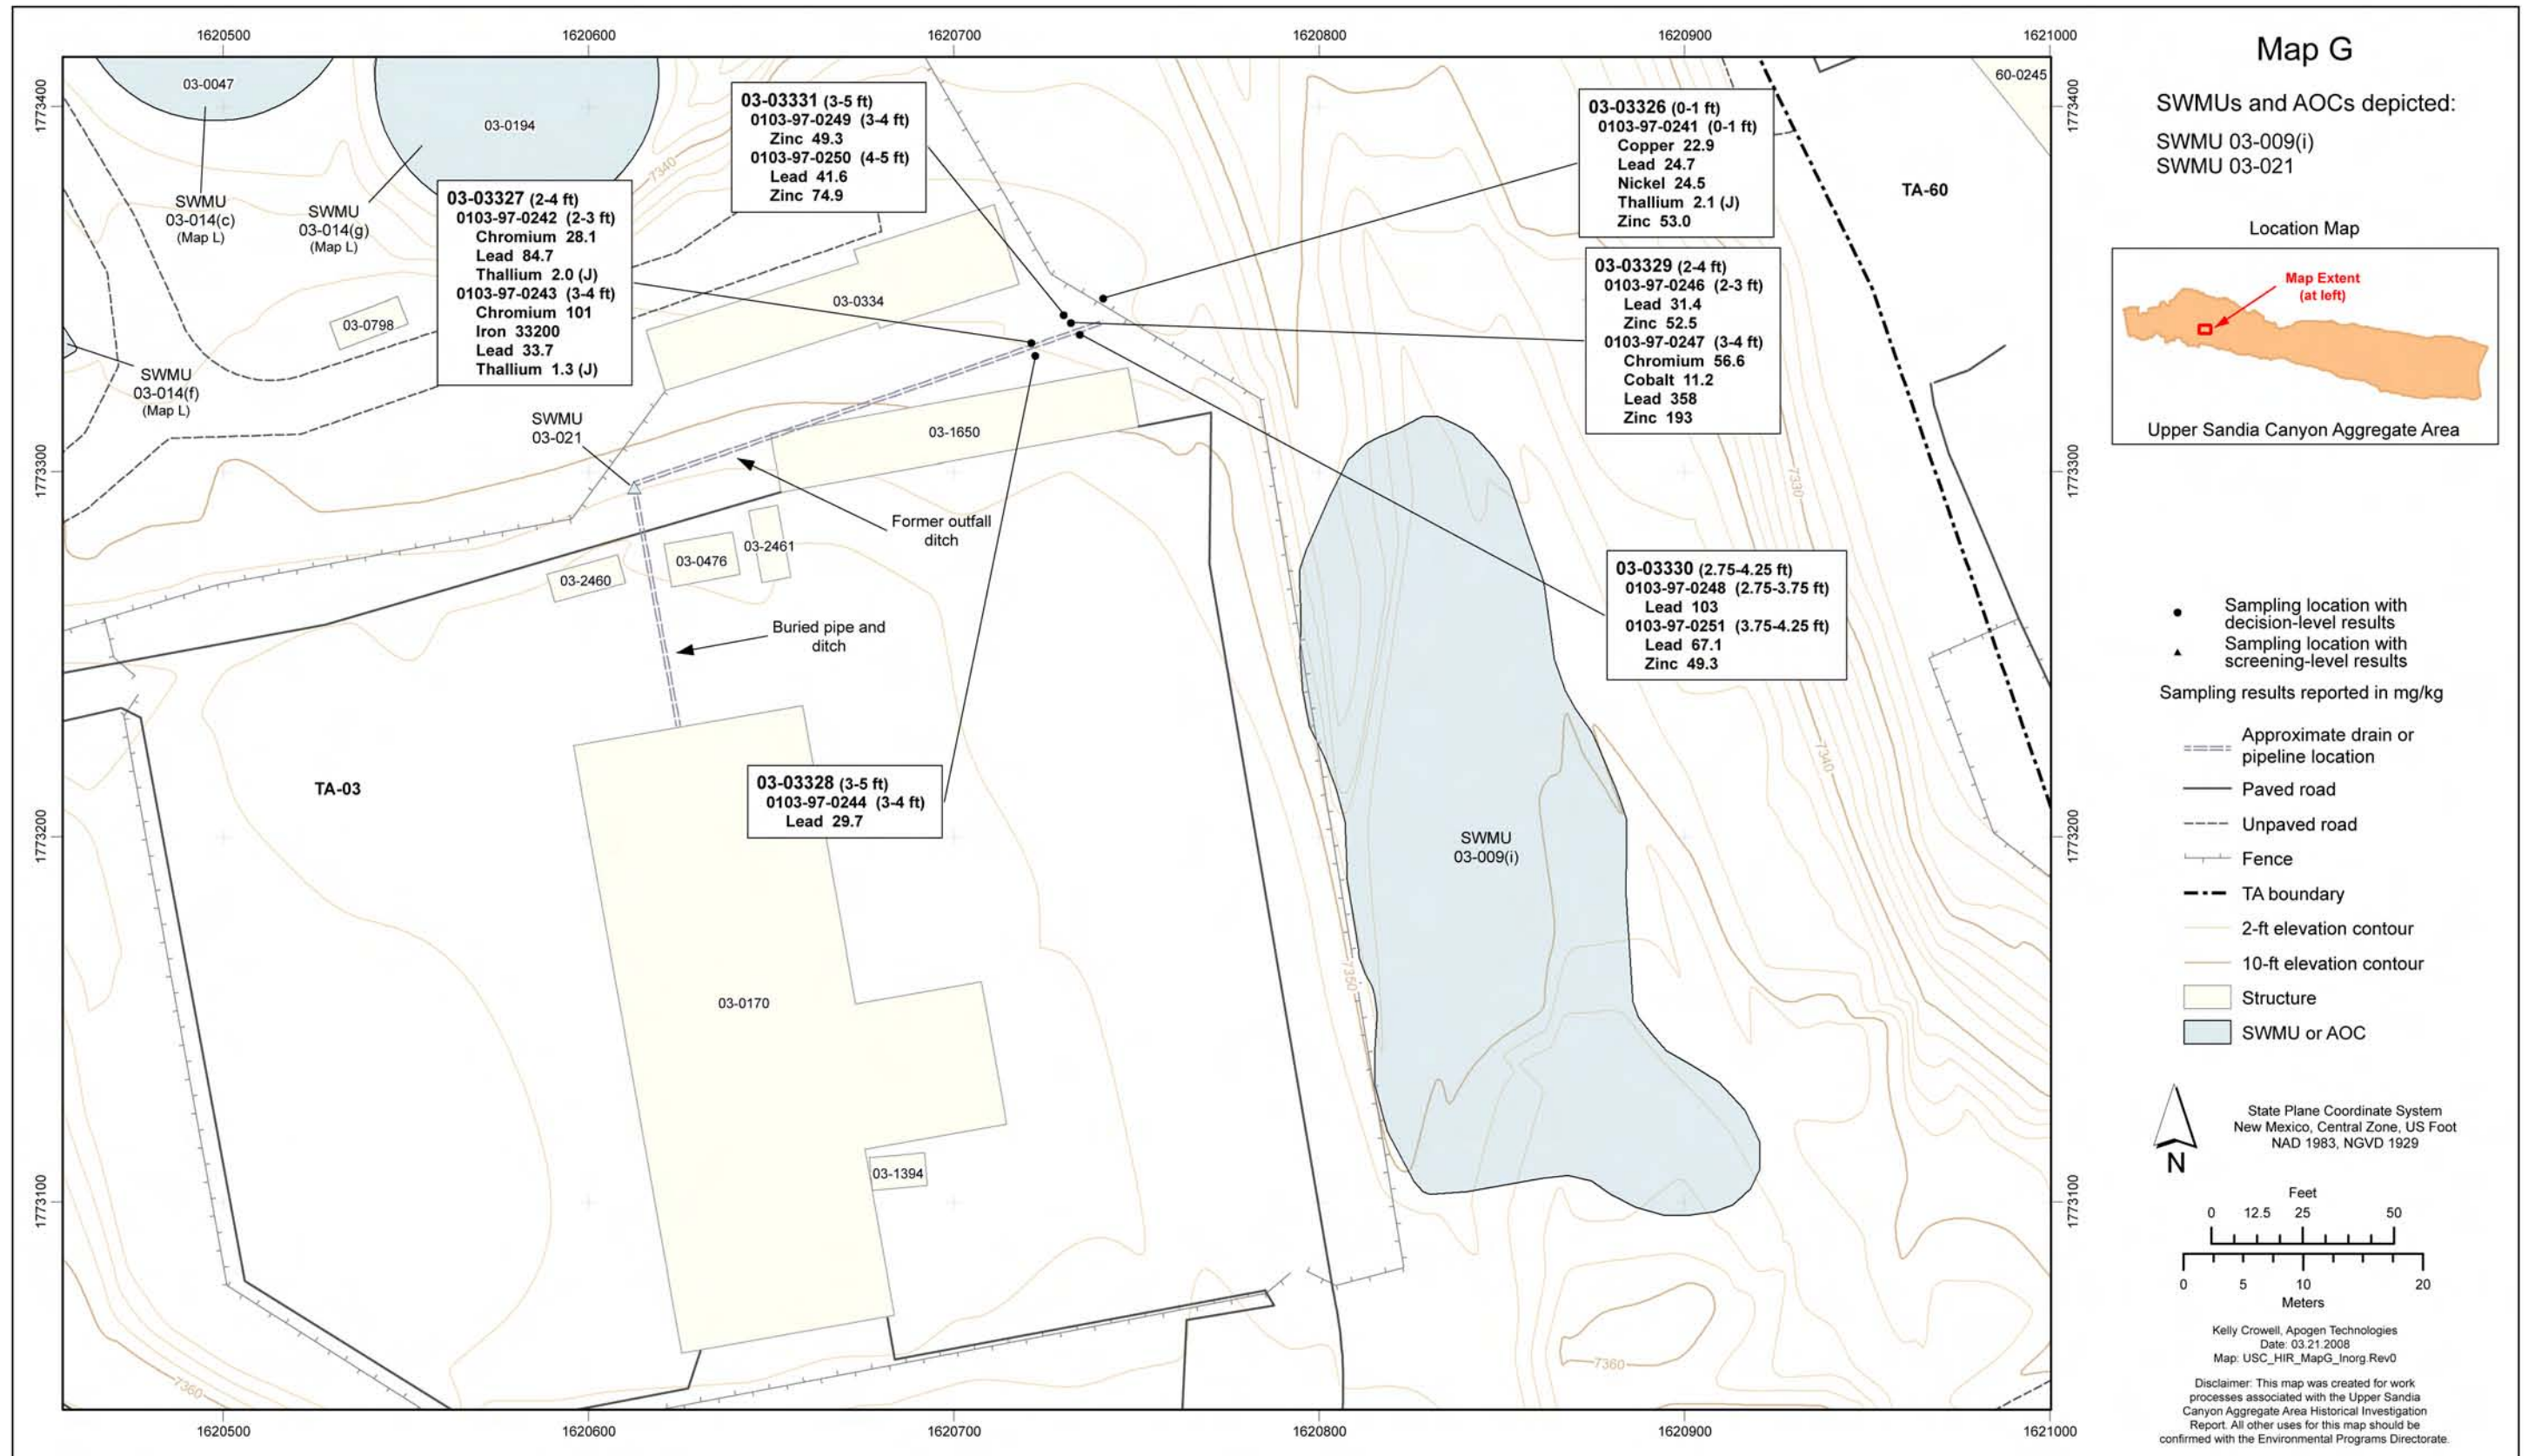 1620500
1620600
1620700
1620800
1620900
1621000
1773400
1773300
1773200
1773100
03-0047
03-0194
SWMU
03-014(c)
(Map L)
SWMU
03-014(g)
(Map L)
7340
03-03331 (3-5 ft)
0103-97-0249 (3-4 ft)
Zinc 49.3
0103-97-0250 (4-5 ft)
Lead 41.6
Zinc 74.9
03-03327 (2-4 ft)
0103-97-0242 (2-3 ft)
Chromium 28.1
Lead 84.7
Thallium 2.0 (J)
0103-97-0243 (3-4 ft)
Chromium 101
Iron 33200
Lead 33.7
Thallium 1.3 (J)
03-03326 (0-1 ft)
0103-97-0241 (0-1 ft)
Copper 22.9
Lead 24.7
Nickel 24.5
Thallium 2.1 (J)
Zinc 53.0
03-03329 (2-4 ft)
0103-97-0246 (2-3 ft)
Lead 31.4
Zinc 52.5
0103-97-0247 (3-4 ft)
Chromium 56.6
Cobalt 11.2
Lead 358
Zinc 193
60-0245
TA-60
03-0798
03-0334
SWMU
03-014(f)
(Map L)
SWMU
03-021
03-1650
7330
Former outfall
ditch
03-2461
03-0476
03-2460
Buried pipe and
ditch
03-03330 (2.75-4.25 ft)
0103-97-0248 (2.75-3.75 ft)
Lead 103
0103-97-0251 (3.75-4.25 ft)
Lead 67.1
Zinc 49.3
TA-03
03-03328 (3-5 ft)
0103-97-0244 (3-4 ft)
Lead 29.7
7340
SWMU
03-009(i)
7350
03-0170
03-1394
7360
7360
1773400
1773300
1773200
1773100
1620500
1620600
1620700
1620800
1620900
1621000
Map G
SWMUs and AOCs depicted:
SWMU 03-009(i)
SWMU 03-021
Location Map
Map Extent
(at left)
Upper Sandia Canyon Aggregate Area
Sampling location with
decision-level results
Sampling location with
screening-level results
Sampling results reported in mg/kg
Approximate drain or
pipeline location
Paved road
Unpaved road
Fence
TA boundary
2-ft elevation contour
10-ft elevation contour
Structure
SWMU or AOC
N
State Plane Coordinate System
New Mexico, Central Zone, US Foot
NAD 1983, NGVD 1929
Feet
0 12.5 25 50
0 5 10 20
Meters
Kelly Crowell, Apogen Technologies
Date: 03.21.2008
Map: USC_HIR_MapG_Inorg.Rev0
Disclaimer: This map was created for work
processes associated with the Upper Sandia
Canyon Aggregate Area Historical Investigation
Report. All other uses for this map should be
confirmed with the Environmental Programs Directorate.